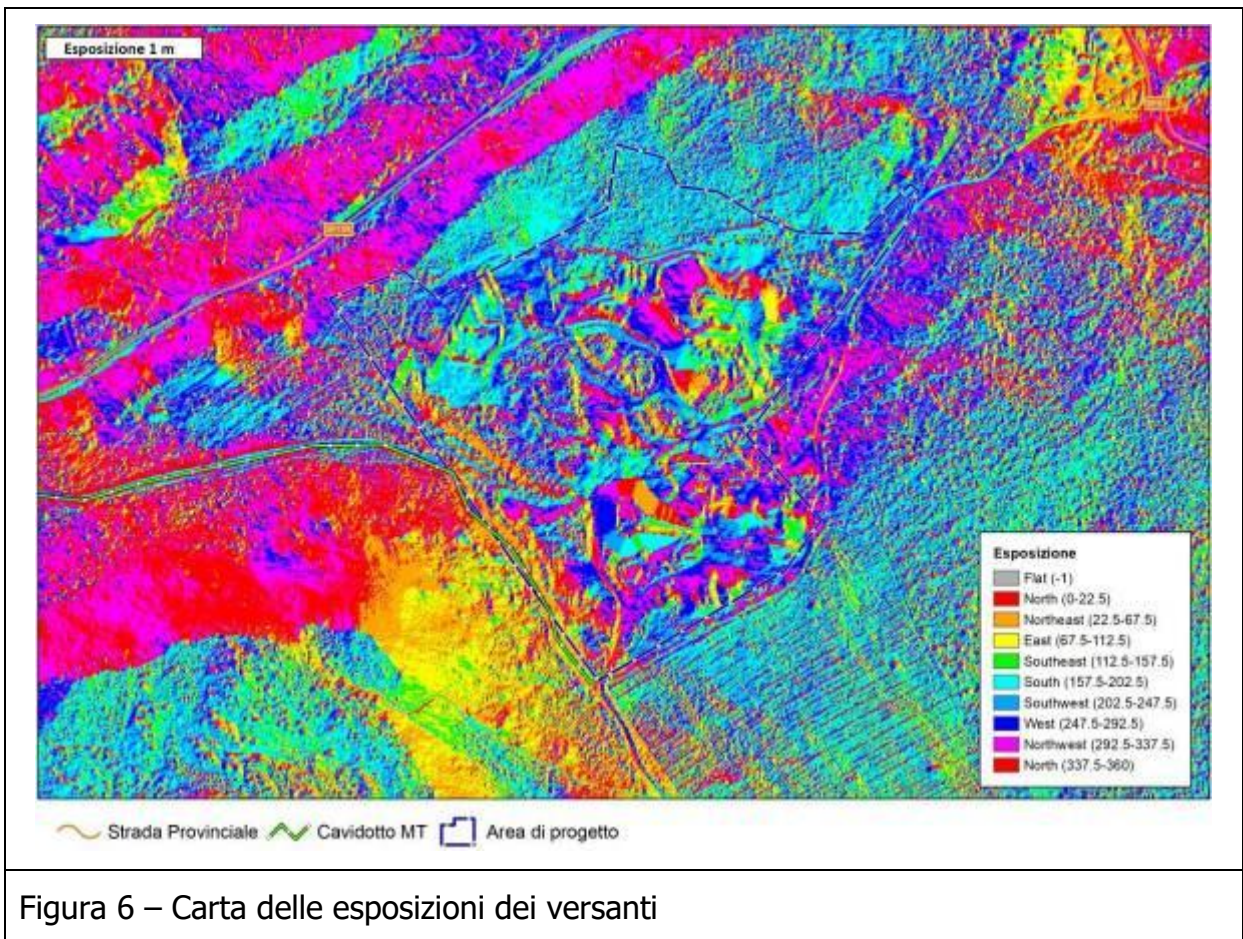 Esposizione 1 m
Esposizione
Flat (-1)
North (0-22.5)
Northeast (22.5-67.5)
East (67.5-112.5)
Southeast (112.5-157.5)
South (157.5-202.5)
Southwest (202.5-247.5)
West (247.5-292.5)
Northwest (292.5-337.5)
North (337.5-360)
Strada Provinciale Cavidotto MT Area di progetto
Figura 6 – Carta delle esposizioni dei versanti